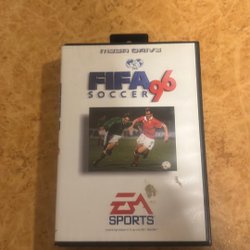 MEGA DRIVE
FIFA
SOCCER 96
EA
SPORTS